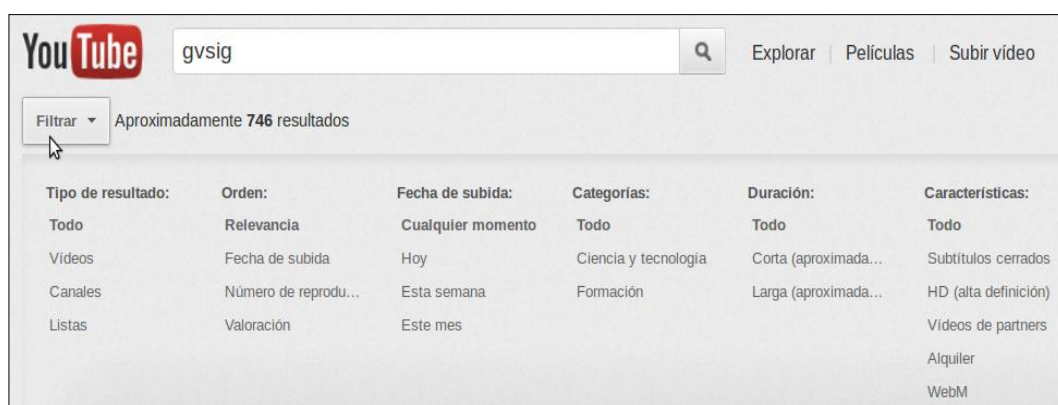 YouTube gvsig Explorar | Películas | Subir vídeo
Filtrar Aproximadamente 746 resultados
Tipo de resultado: Orden: Fecha de subida: Categorías: Duración: Características:
Todo Relevancia Cualquier momento Todo Todo Todo
Vídeos Fecha de subida Hoy Ciencia y tecnología Corta (aproximada... Subtítulos cerrados
Canales Número de reprodu... Esta semana Formación Larga (aproximada... HD (alta definición)
Listas Valoración Este mes Vídeos de partners
Alquiler
WebM